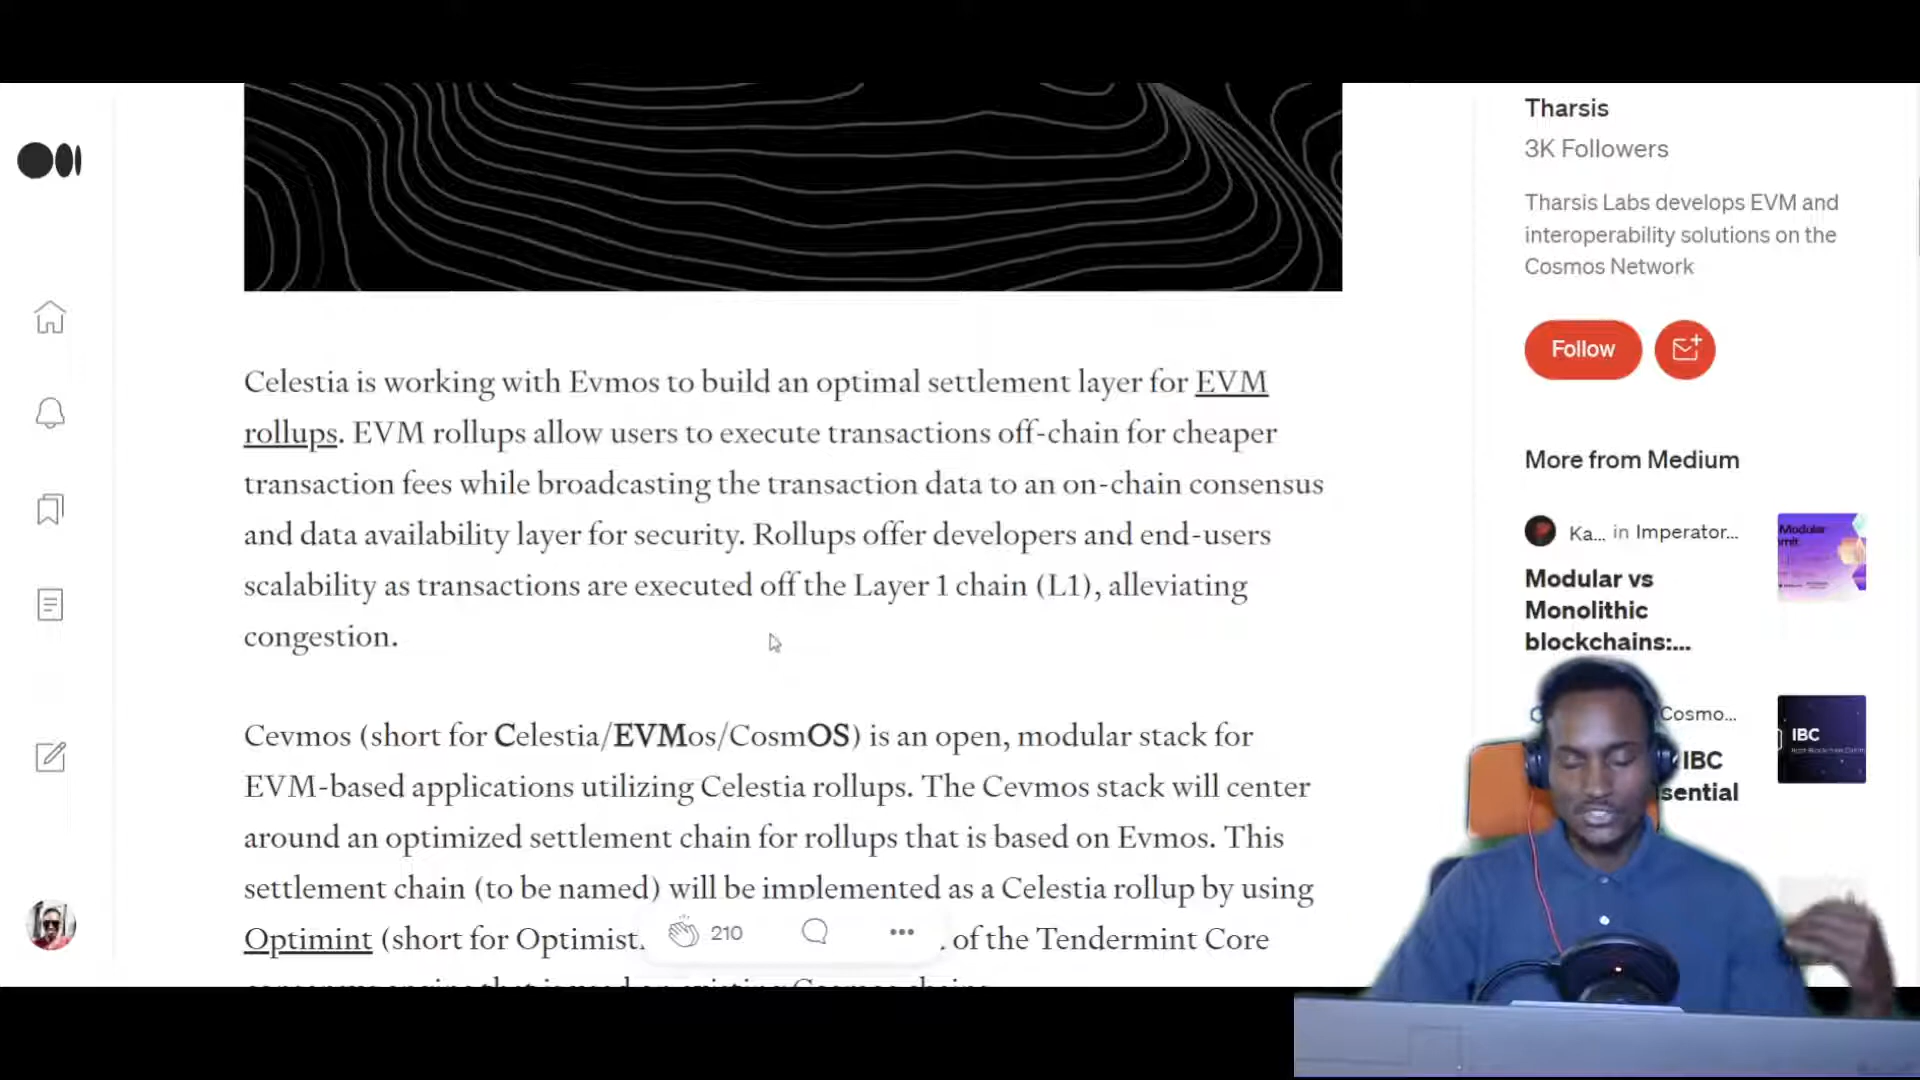 Celestia is working with Evmos to build an optimal settlement layer for EVM
rollups. EVM rollups allow users to execute transactions off-chain for cheaper
transaction fees while broadcasting the transaction data to an on-chain consensus
and data availability layer for security. Rollups offer developers and end-users
scalability as transactions are executed off the Layer 1 chain (L1), alleviating
congestion.
Cevmos (short for Celestia/EVMos/CosmOS) is an open, modular stack for
EVM-based applications utilizing Celestia rollups. The Cevmos stack will center
around an optimized settlement chain for rollups that is based on Evmos. This
settlement chain (to be named) will be implemented as a Celestia rollup by using
Optimint (short for Optimist. of the Tendermint Core
210
Tharsis
3K Followers
Tharsis Labs develops EVM and
interoperability solutions on the
Cosmos Network
Follow
More from Medium
Ka... in Imperator...
Modular vs
Monolithic
blockchains:...
Modular
Cosmo...
IBC
sential
IBC